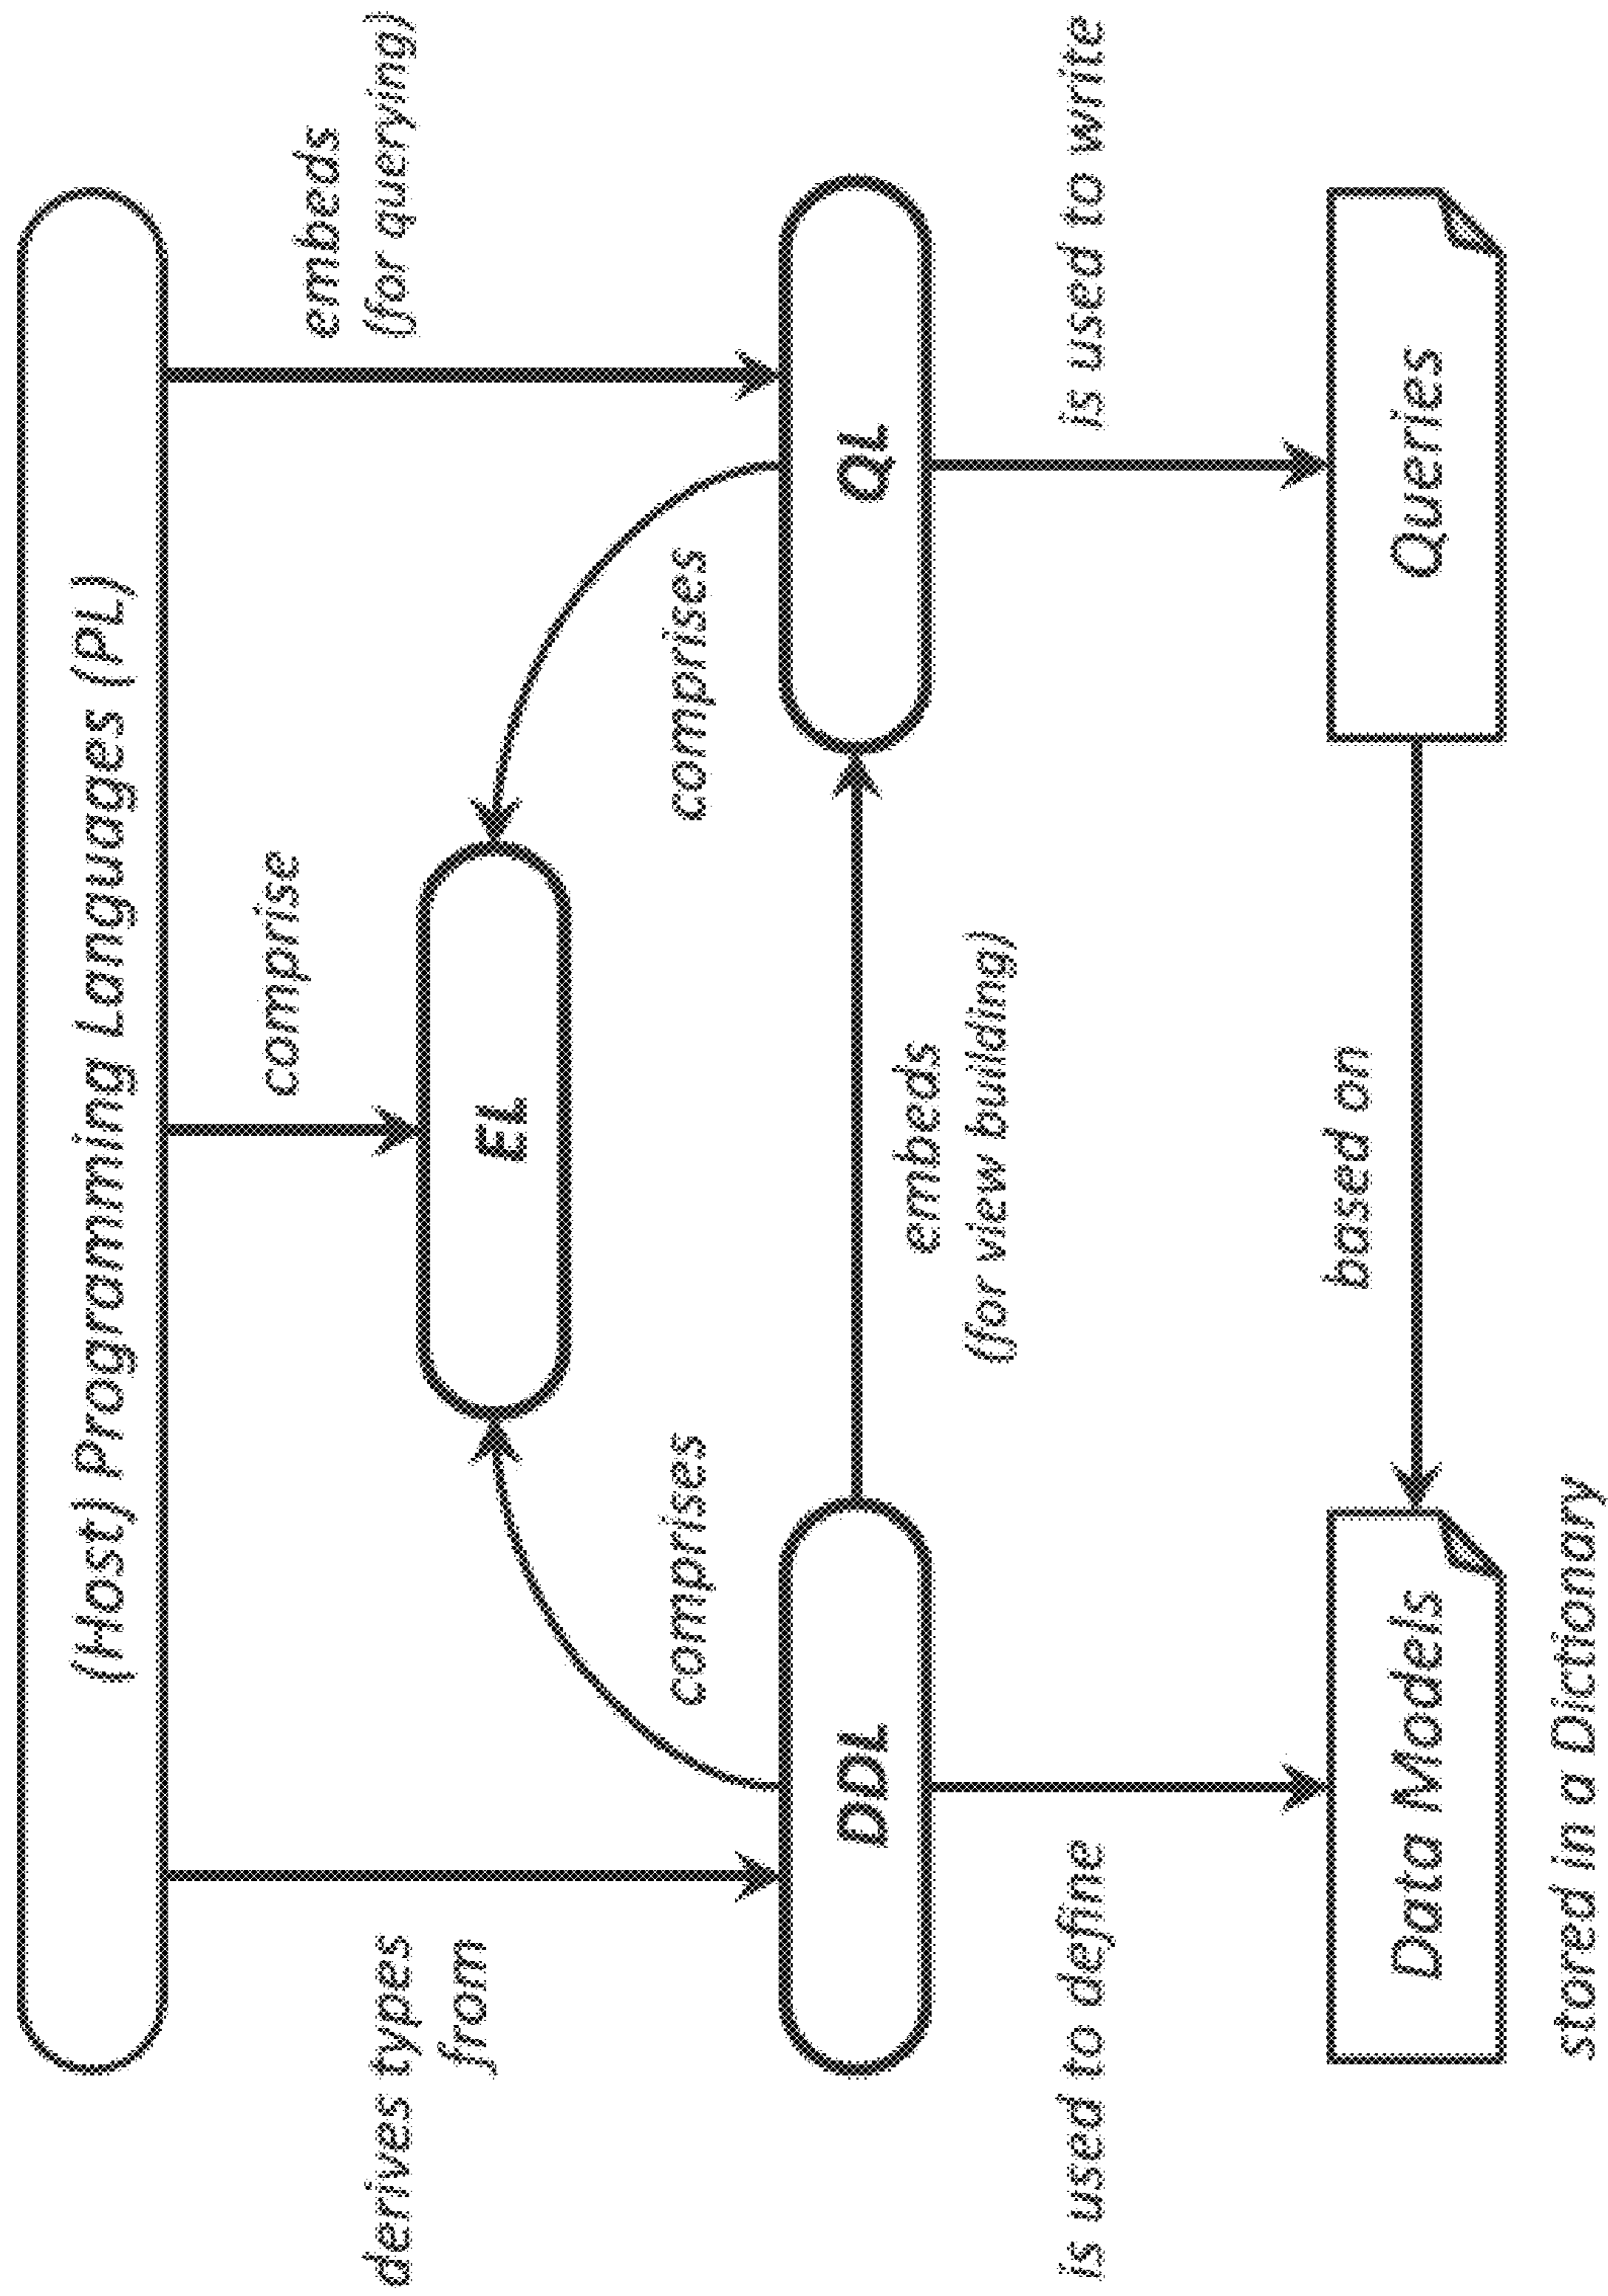 (Host) Programming Languages (PL)
derives types
from
comprise
embeds
(for querying)
EL
comprises
comprises
DDL
QL
embeds
(for view building)
is used to define
is used to write
Data Models
based on
Queries
stored in a Dictionary